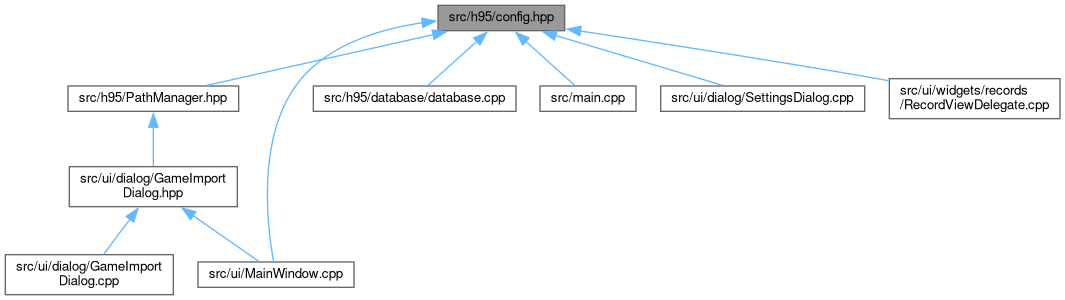 src/h95/config.hpp
src/h95/PathManager.hpp
src/h95/database/database.cpp
src/main.cpp
src/ui/dialog/SettingsDialog.cpp
src/ui/widgets/records
/RecordViewDelegate.cpp
src/ui/dialog/GameImport
Dialog.hpp
src/ui/dialog/GameImport
Dialog.cpp
src/ui/MainWindow.cpp